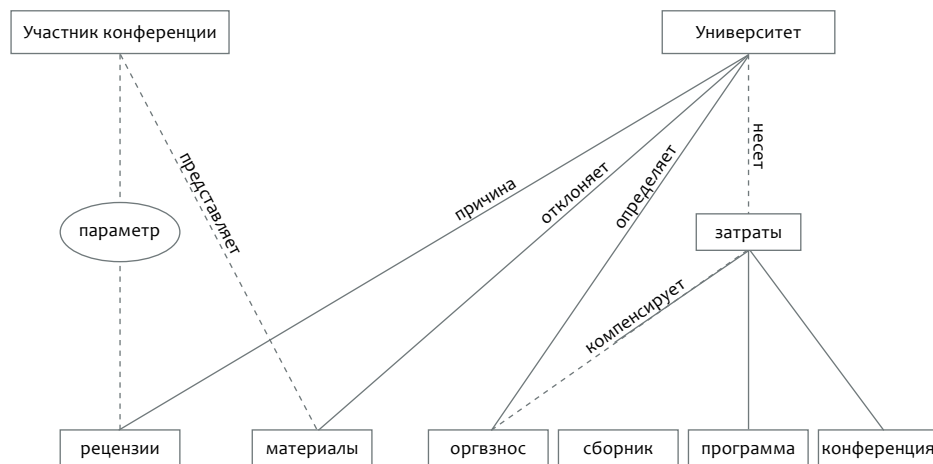 Участник конференции
Университет
представляет
причина
отклоняет
определяет
несет
параметр
затраты
компенсирует
рецензии
материалы
оргвзнос
сборник
программа
конференция